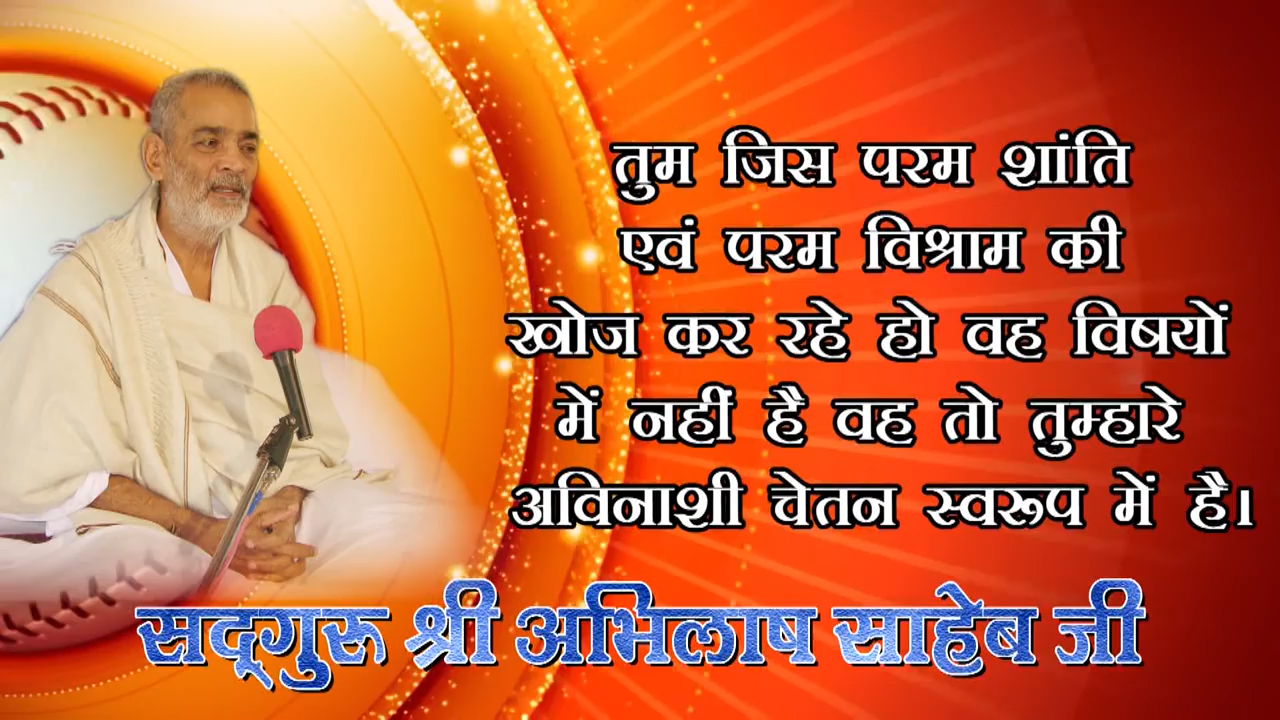 तुम जिस परम शांति
एवं परम विश्राम की
खोज कर रहे हो वह विषयों
में नहीं है वह तो तुम्हारे
अविनाशी चेतन स्वरूप में है।
सद्‌गुरू श्री अभिलाष साहेब जी